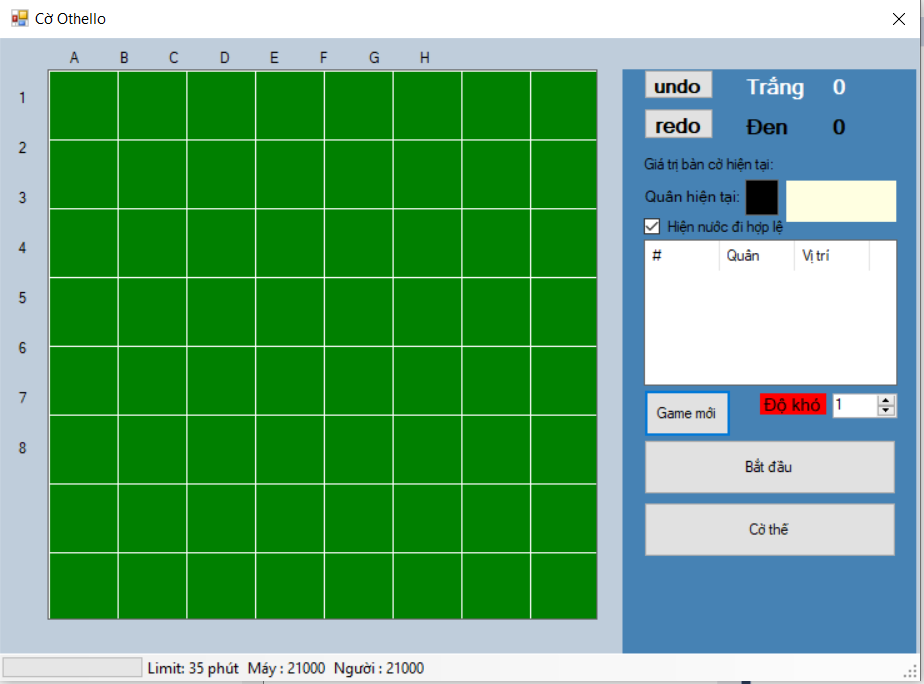 Cờ Othello
A B C D E F G H
1
2
3
4
5
6
7
8
undo Trắng 0
redo Đen 0
Giá trị bàn cờ hiện tại:
Quân hiện tại:
Hiện nước đi hợp lệ
# Quân Vị trí
Game mới Độ khó 1
Bắt đầu
Cờ thế
Limit: 35 phút Máy : 21000 Người : 21000